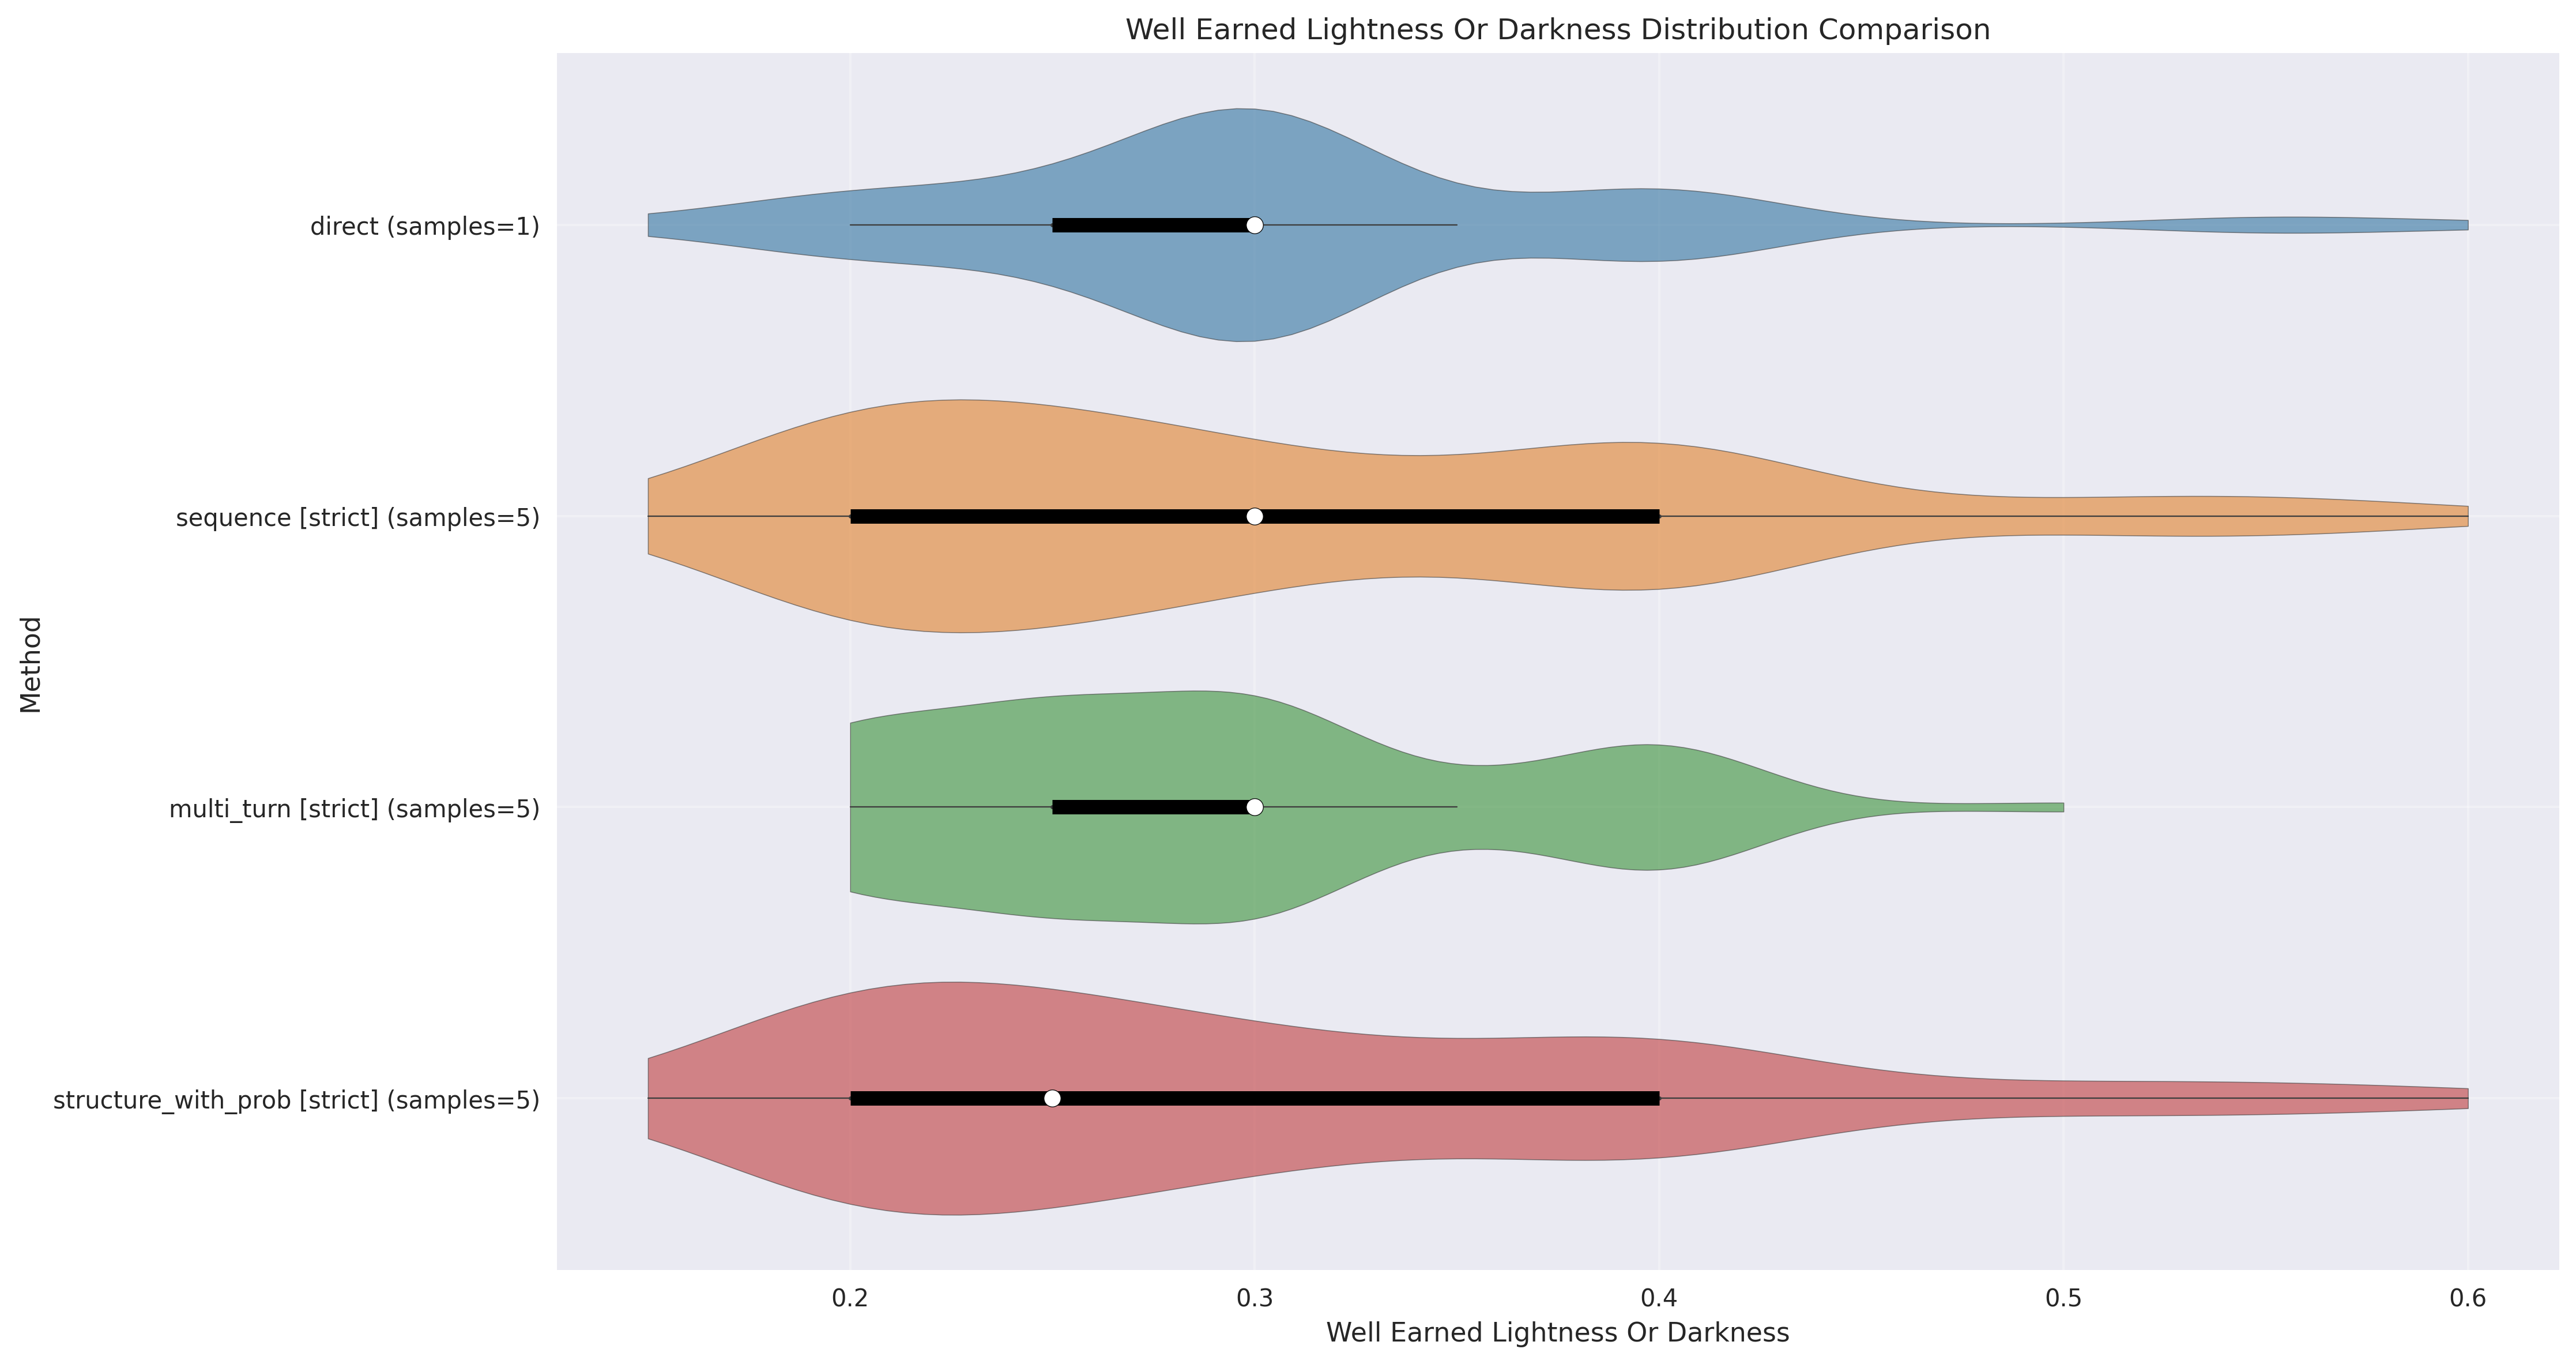 Well Earned Lightness Or Darkness Distribution Comparison
Method
direct (samples=1)
sequence [strict] (samples=5)
multi_turn [strict] (samples=5)
structure_with_prob [strict] (samples=5)
0.2 0.3 0.4 0.5 0.6
Well Earned Lightness Or Darkness